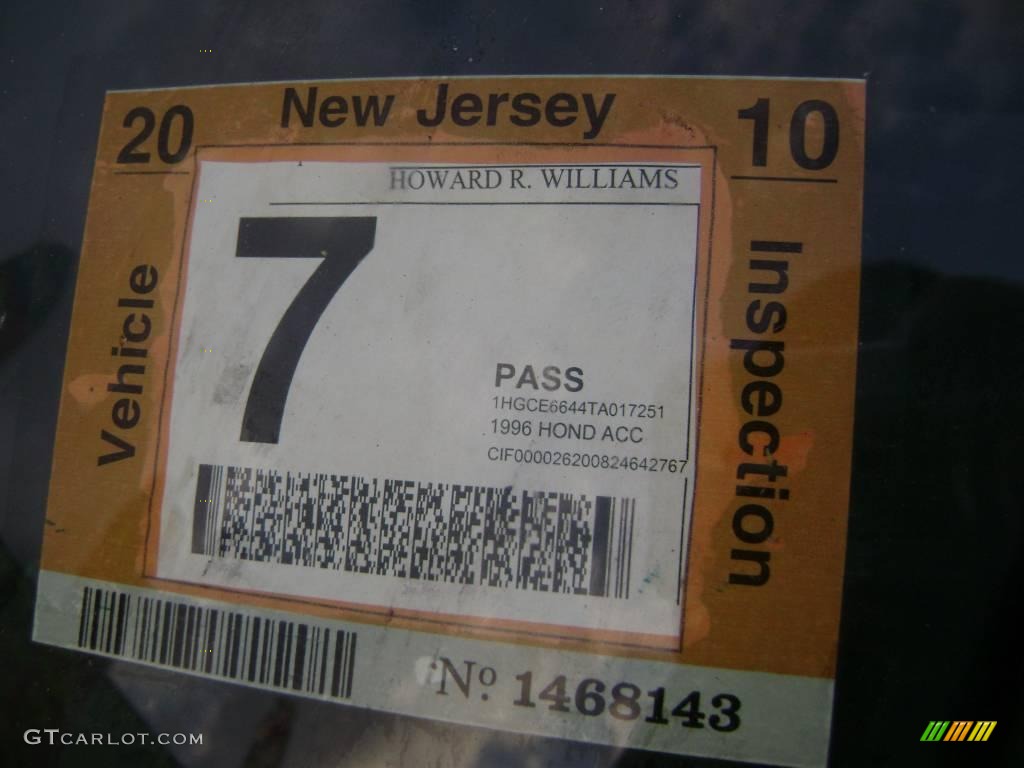 20 New Jersey 10
HOWARD R. WILLIAMS
7
Vehicle
Inspection
PASS
1HGCE6644TA017251
1996 HOND ACC
CIF000026200824642767
Nº 1468143
GTCARLOT.COM